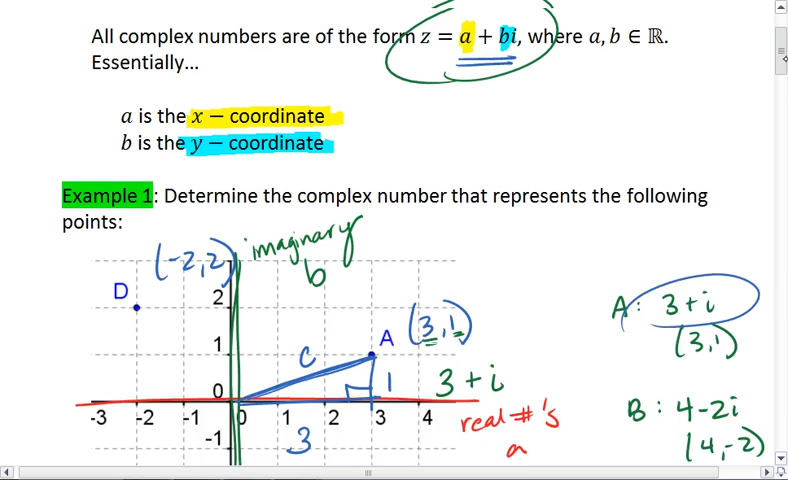 All complex numbers are of the form z = a + bi, where a, b ∈ ℝ.
Essentially...
a is the x − coordinate
b is the y − coordinate
Example 1: Determine the complex number that represents the following
points:
imaginary
b
(-2,2)
D
2
A
(3,1)
1
C
1
3+i
0
-3 -2 -1 0 1 2 3 4
-1
3
real #'s
a
A: 3+i
(3,1)
B: 4-2i
(4,-2)